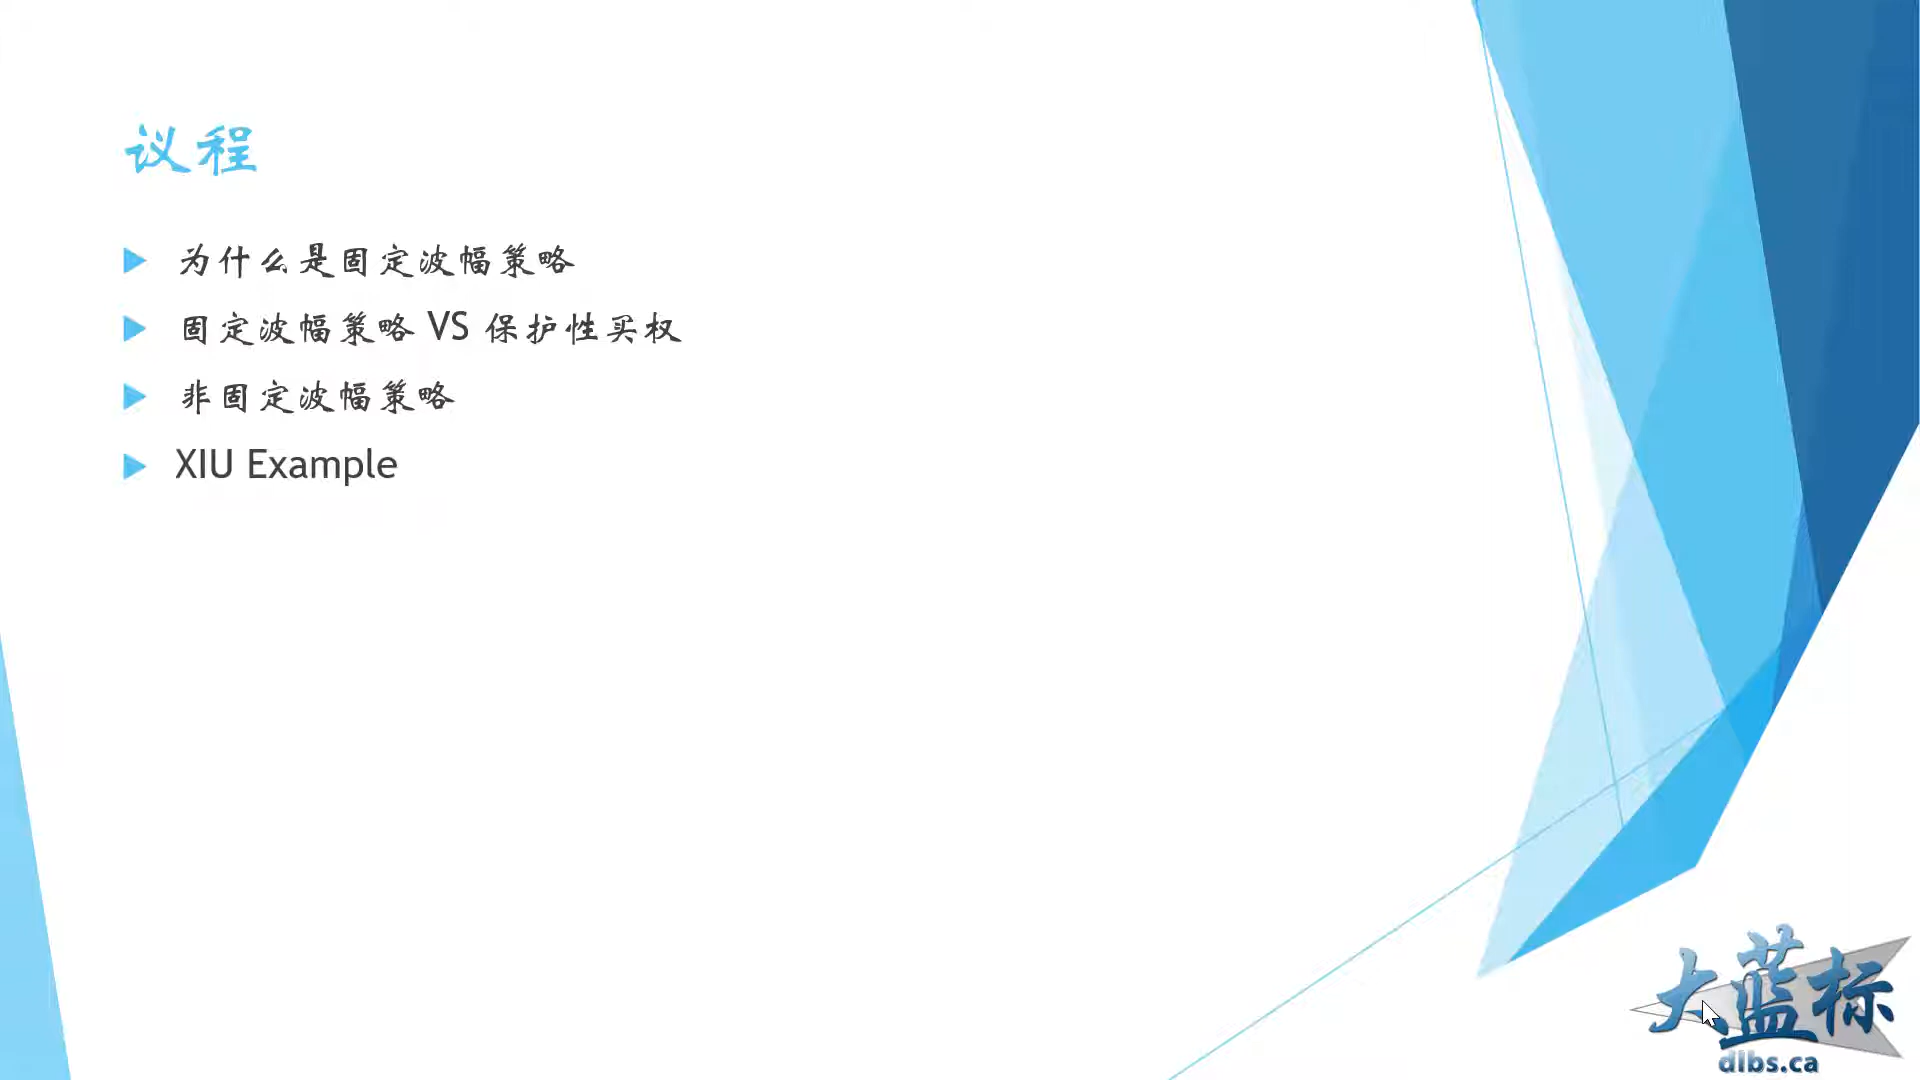 议程
为什么是固定波幅策略
固定波幅策略 VS 保护性买权
非固定波幅策略
XIU Example
大蓝标
dlbs.ca